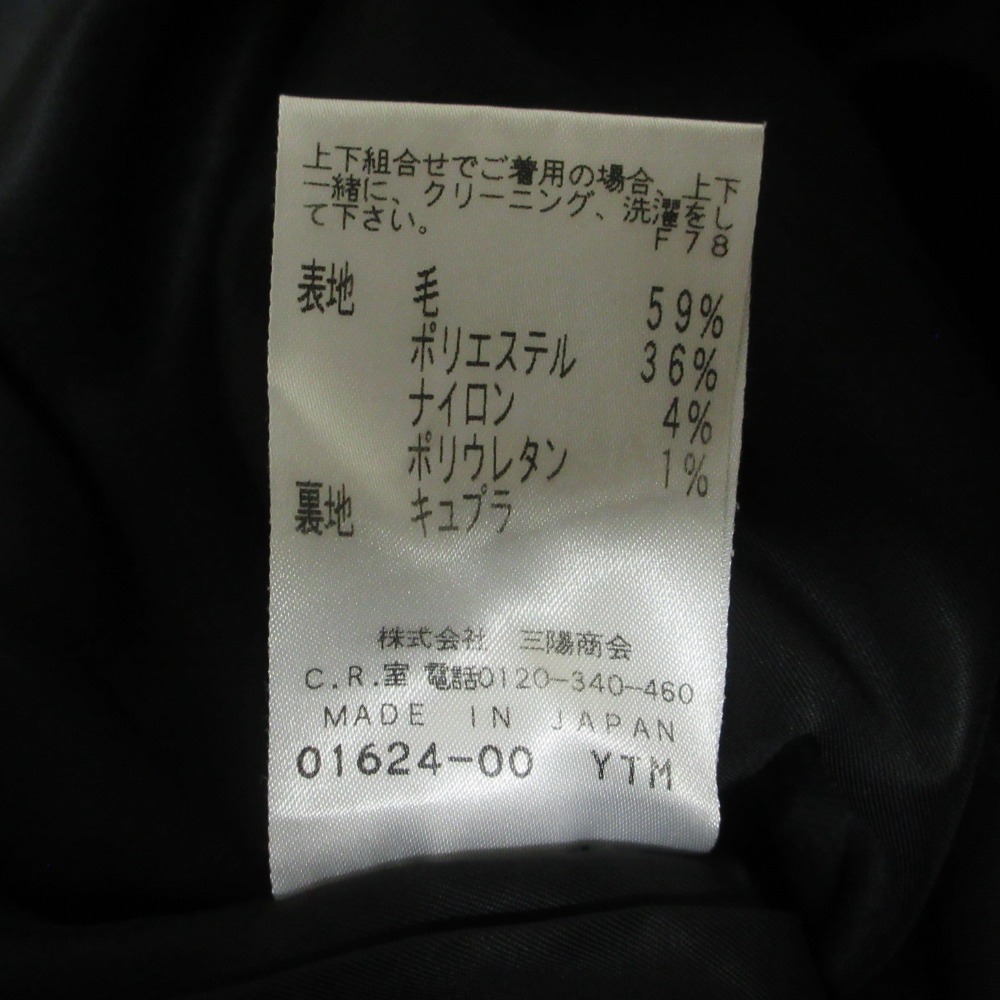 上下組合せでご着用の場合、上下
一緒に、クリーニング、洗濯をし
て下さい。
F78
表地 毛 59%
ポリエステル 36%
ナイロン 4%
ポリウレタン 1%
裏地 キュプラ
株式会社 三陽商会
C.R.室 電話0120-340-460
MADE IN JAPAN
01624-00 YTM